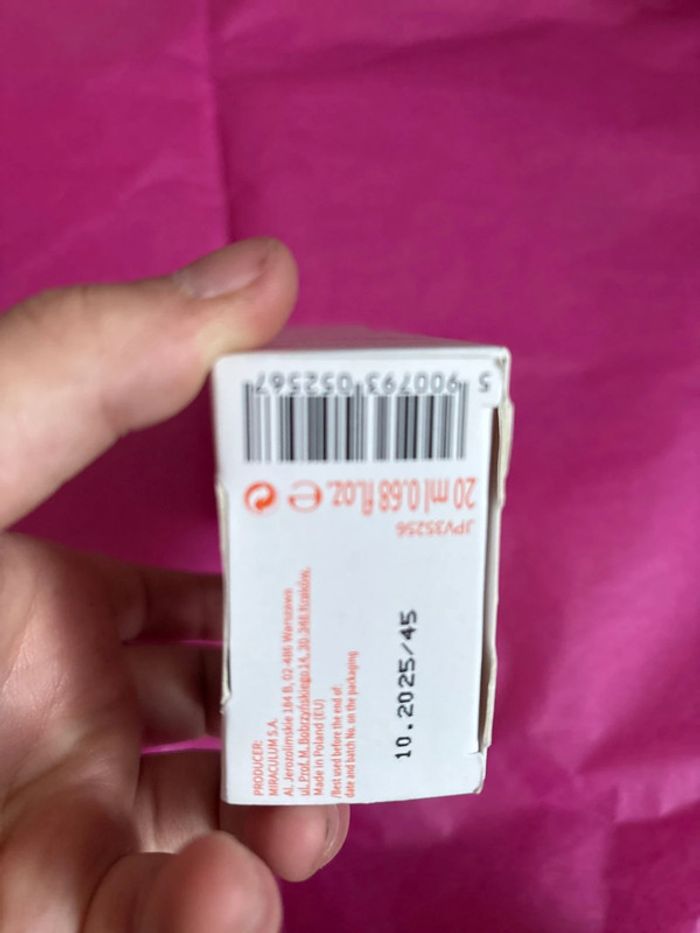 5 900793 052567
20 ml 0.68 fl.oz. e
JPV35256
PRODUCER:
MIRACULUM S.A.
Al. Jerozolimskie 184 B, 02-486 Warszawa
ul. Prof. M. Bobrzyńskiego 14, 30-348 Kraków,
Made in Poland (EU)
/Best used before the end of:
date and batch No. on the packaging
10.2025/45